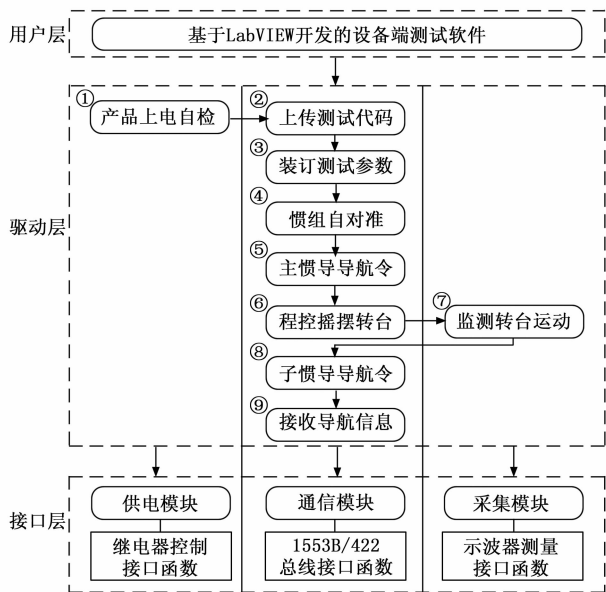 用户层
基于LabVIEW开发的设备端测试软件
驱动层
①
产品上电自检
②
上传测试代码
③
装订测试参数
④
惯组自对准
⑤
主惯导导航令
⑥
程控摇摆转台
⑦
监测转台运动
⑧
子惯导导航令
⑨
接收导航信息
接口层
供电模块
通信模块
采集模块
继电器控制
接口函数
1553B/422
总线接口函数
示波器测量
接口函数